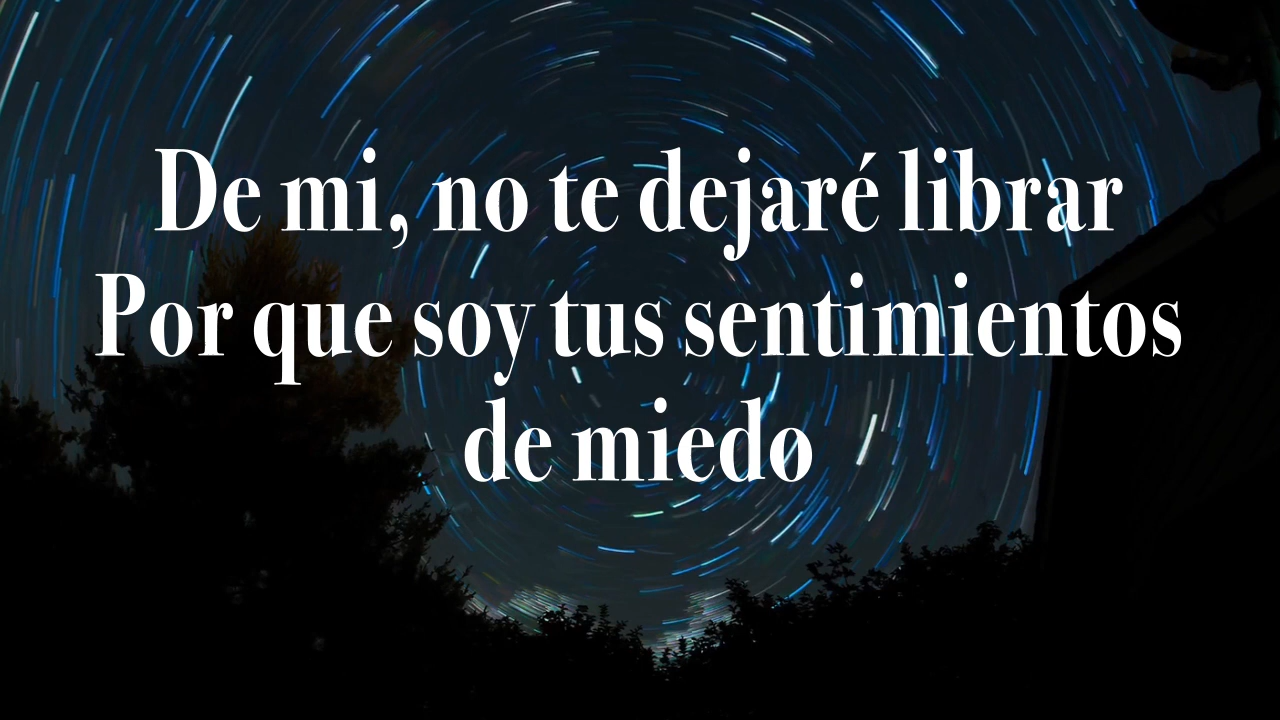 De mi, no te dejaré librar
Por que soy tus sentimientos
de miedo